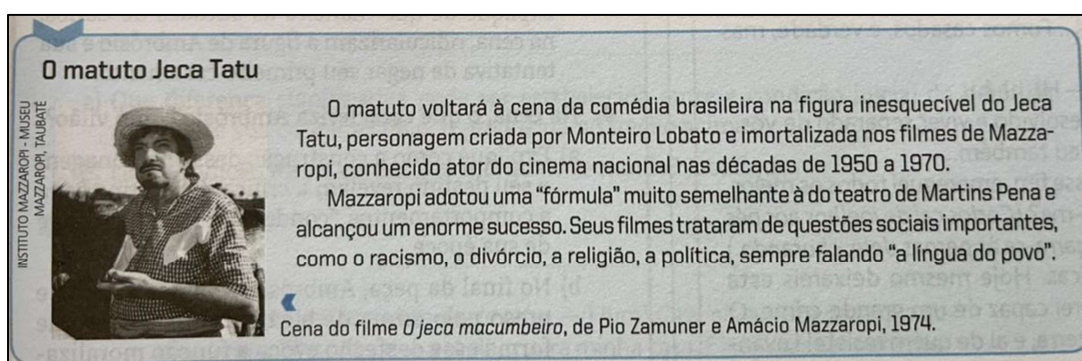 O matuto Jeca Tatu
INSTITUTO MAZZAROPI - MUSEU
MAZZAROPI, TAUBATÉ
O matuto voltará à cena da comédia brasileira na figura inesquecível do Jeca
Tatu, personagem criada por Monteiro Lobato e imortalizada nos filmes de Mazza-
ropi, conhecido ator do cinema nacional nas décadas de 1950 a 1970.
Mazzaropi adotou uma “fórmula” muito semelhante à do teatro de Martins Pena e
alcançou um enorme sucesso. Seus filmes trataram de questões sociais importantes,
como o racismo, o divórcio, a religião, a política, sempre falando “a língua do povo”.
Cena do filme O jeca macumbeiro, de Pio Zamuner e Amácio Mazzaropi, 1974.